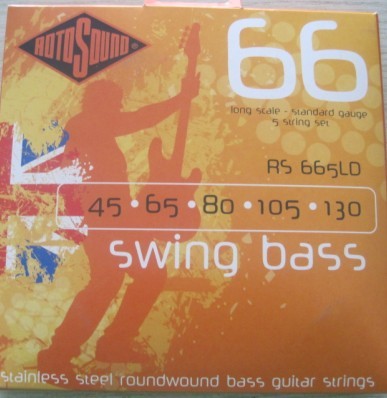 ROTOSOUND
66
long scale - standard gauge
5 string set
RS 665LD
45 • 65 • 80 • 105 • 130
swing bass
stainless steel roundwound bass guitar strings